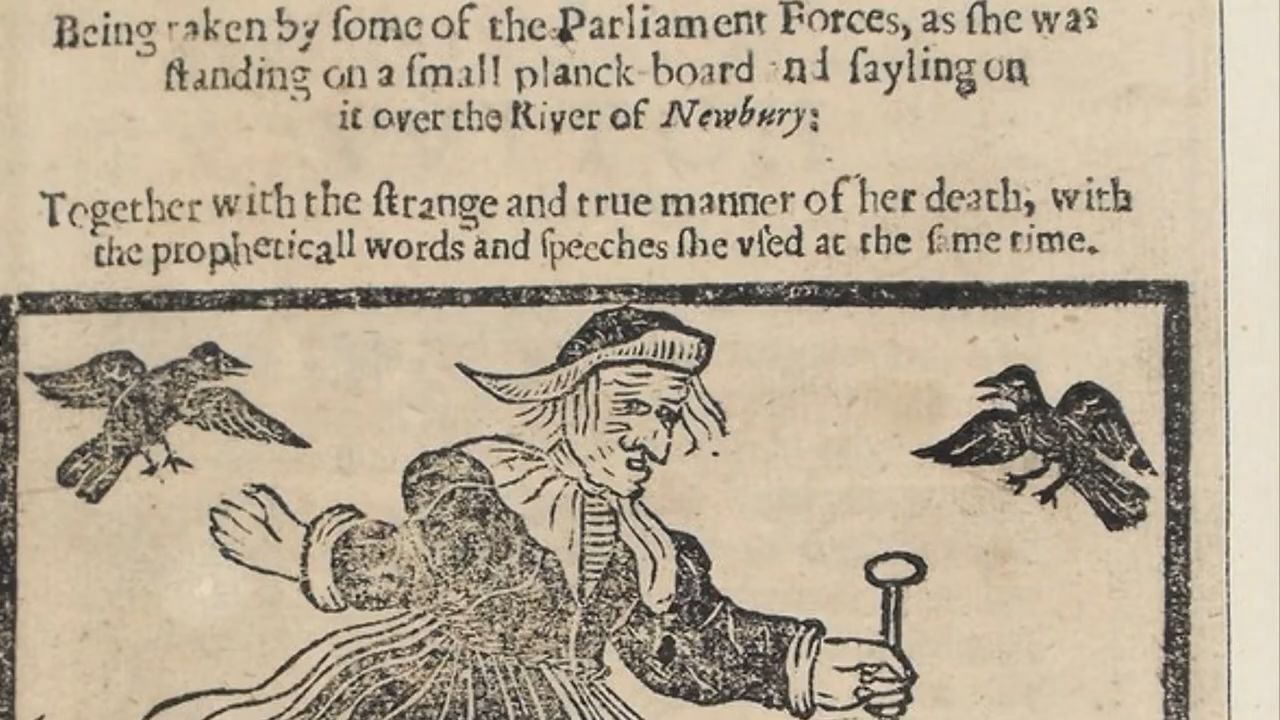 Being taken by ſome of the Parliament Forces, as ſhe was
ſtanding on a ſmall planck-board and ſayling on
it over the River of Newbury:
Together with the ſtrange and true manner of her death, with
the propheticall words and ſpeeches ſhe vſed at the ſame time.